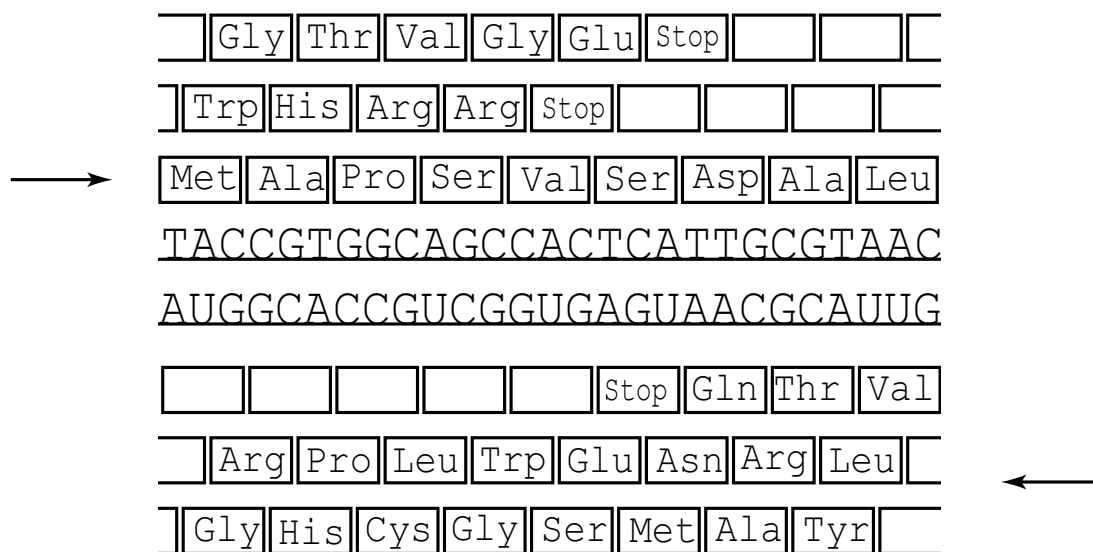 Gly Thr Val Gly Glu Stop
Trp His Arg Arg Stop
Met Ala Pro Ser Val Ser Asp Ala Leu
TACCGTGGCAGCCACTCATTGCGTAAC
AUGGCACCGUCGGUGAGUAACGCAUUG
Stop Gln Thr Val
Arg Pro Leu Trp Glu Asn Arg Leu
Gly His Cys Gly Ser Met Ala Tyr